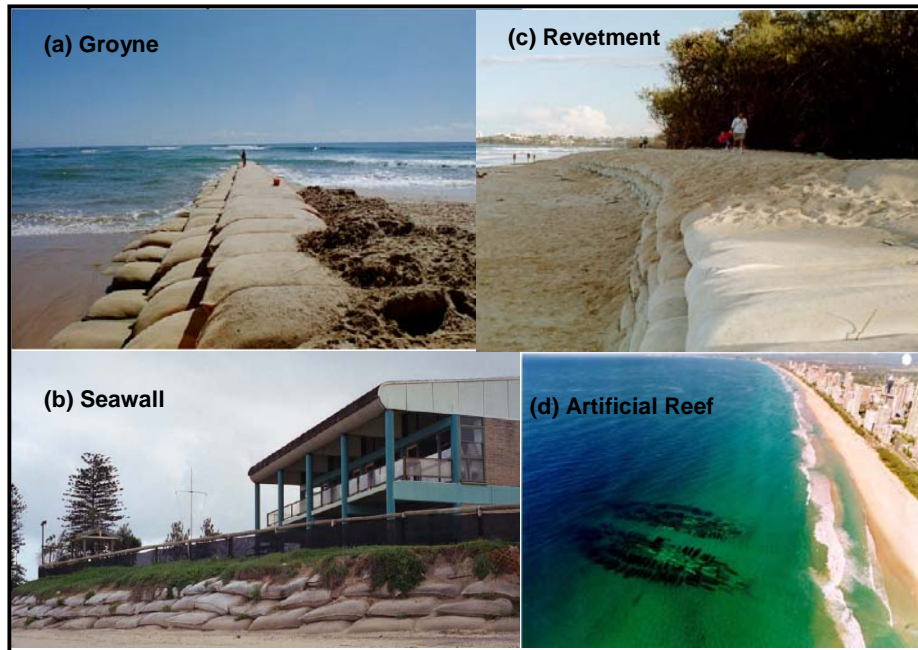 (a) Groyne
(c) Revetment
(b) Seawall
(d) Artificial Reef